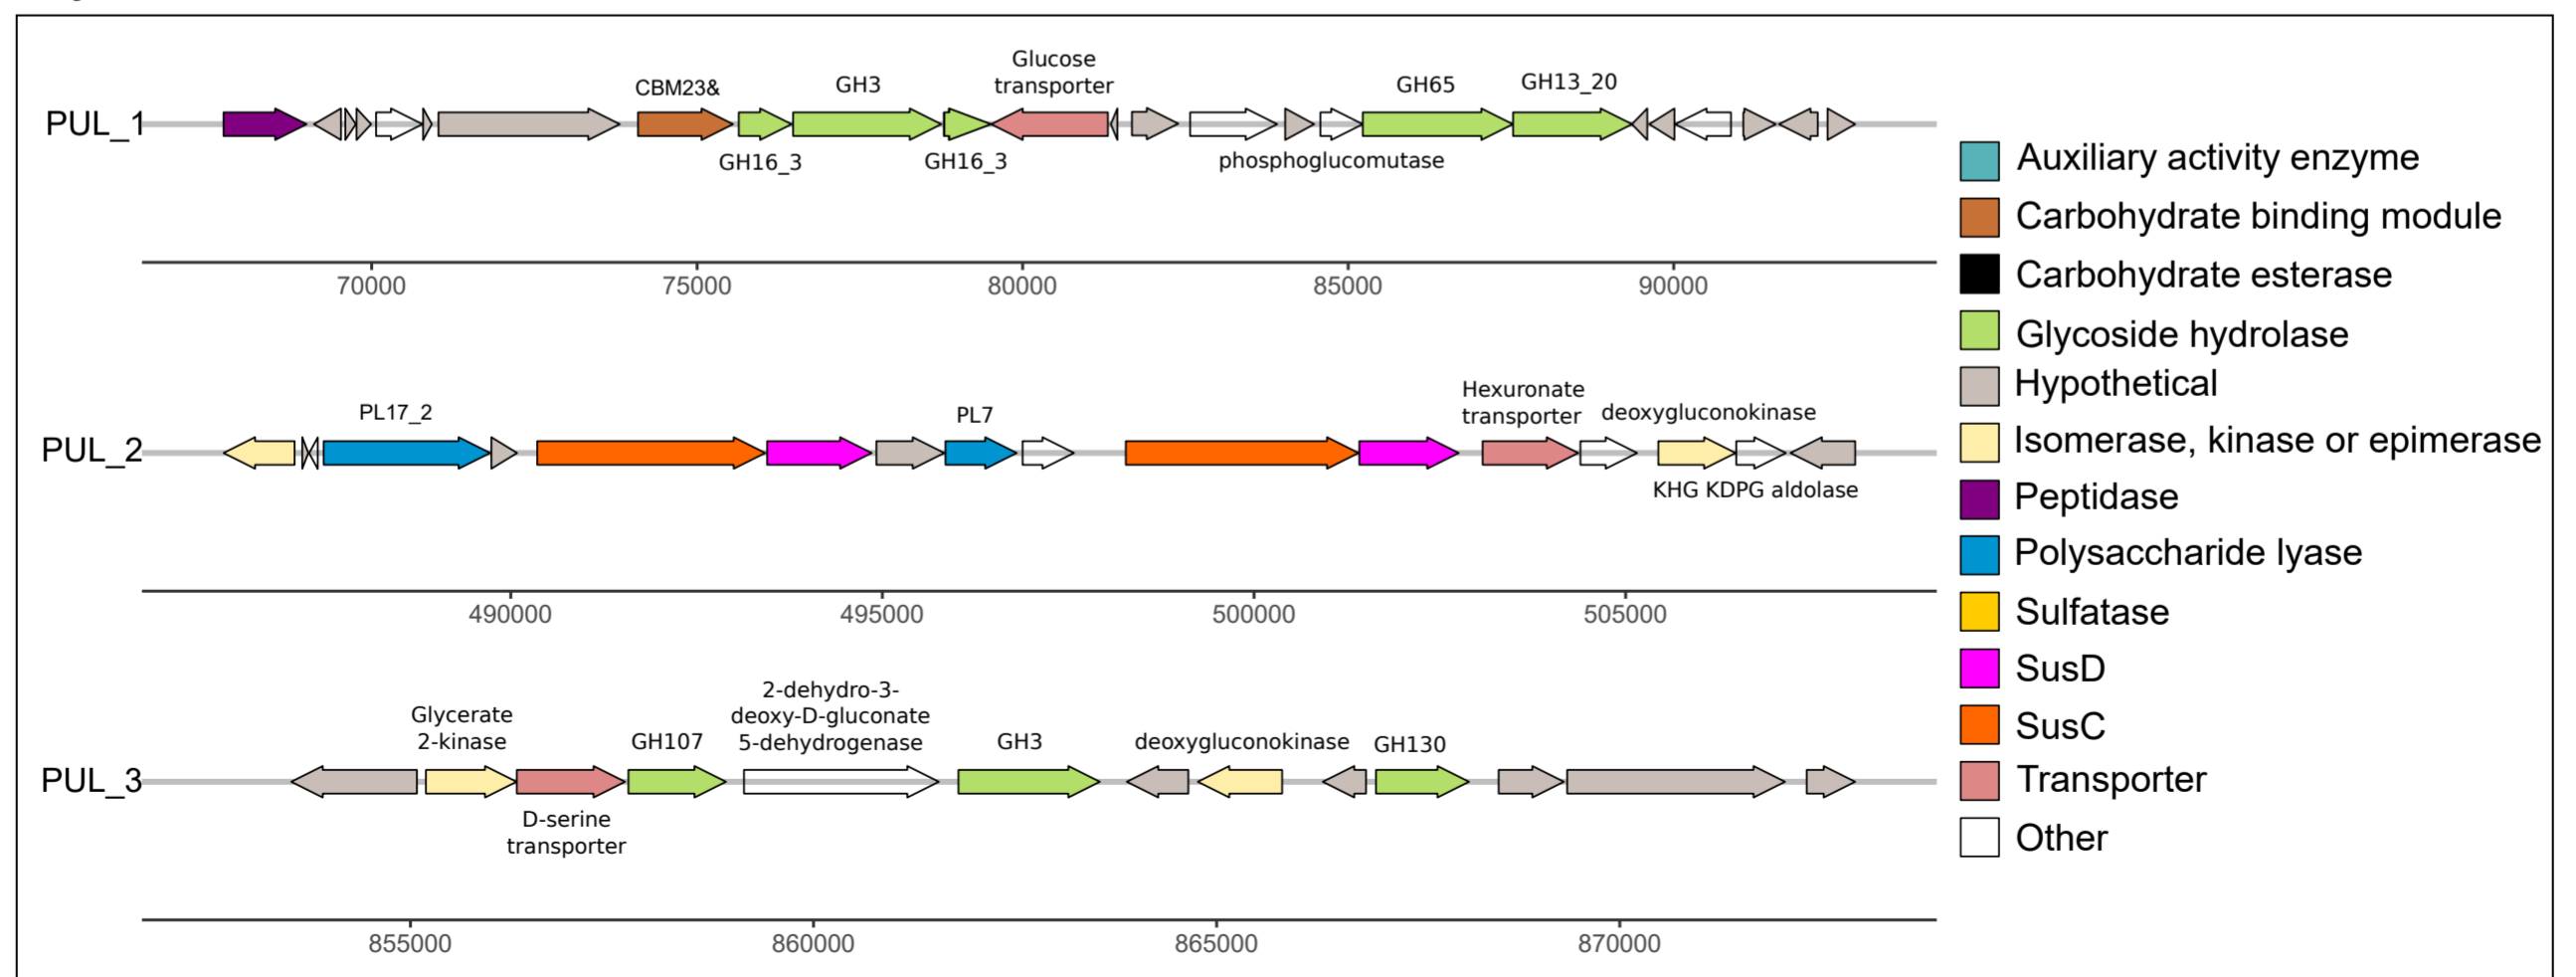 Glucose
transporter
CBM23&
GH3
GH65
GH13_20
PUL_1
GH16_3
GH16_3
phosphoglucomutase
70000
75000
80000
85000
90000
PL17_2
PL7
Hexuronate
transporter
deoxygluconokinase
PUL_2
KHG KDPG aldolase
490000
495000
500000
505000
Glycerate
2-kinase
GH107
2-dehydro-3-
deoxy-D-gluconate
5-dehydrogenase
GH3
deoxygluconokinase
GH130
PUL_3
D-serine
transporter
855000
860000
865000
870000
Auxiliary activity enzyme
Carbohydrate binding module
Carbohydrate esterase
Glycoside hydrolase
Hypothetical
Isomerase, kinase or epimerase
Peptidase
Polysaccharide lyase
Sulfatase
SusD
SusC
Transporter
Other